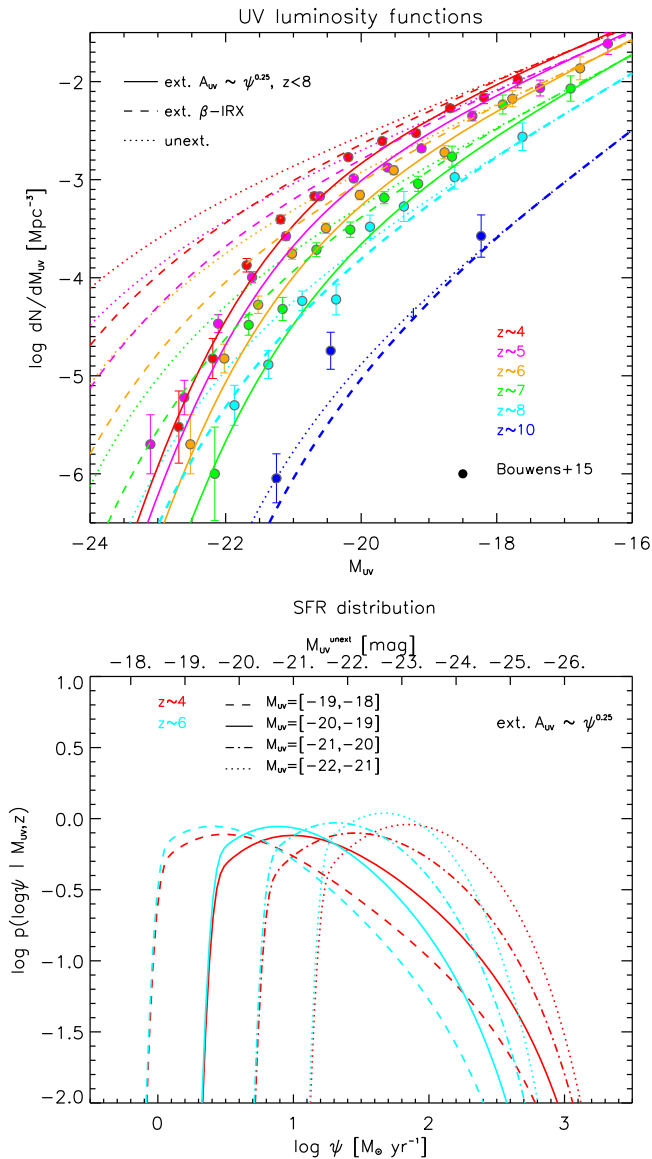 UV luminosity functions
ext. A_UV ~ ψ^0.25, z<8
ext. β-IRX
unext.
log dN/dM_UV [Mpc⁻³]
-2
-3
-4
-5
-6
z~4
z~5
z~6
z~7
z~8
z~10
Bouwens+15
-24 -22 -20 -18 -16
M_UV
SFR distribution
M_UV^unext [mag]
-18. -19. -20. -21. -22. -23. -24. -25. -26.
z~4 M_UV=[-19,-18] ext. A_UV ~ ψ^0.25
z~6 M_UV=[-20,-19]
M_UV=[-21,-20]
M_UV=[-22,-21]
log p(logψ | M_UV,z)
1.0
0.5
0.0
-0.5
-1.0
-1.5
-2.0
0 1 2 3
log ψ [M⊙ yr⁻¹]